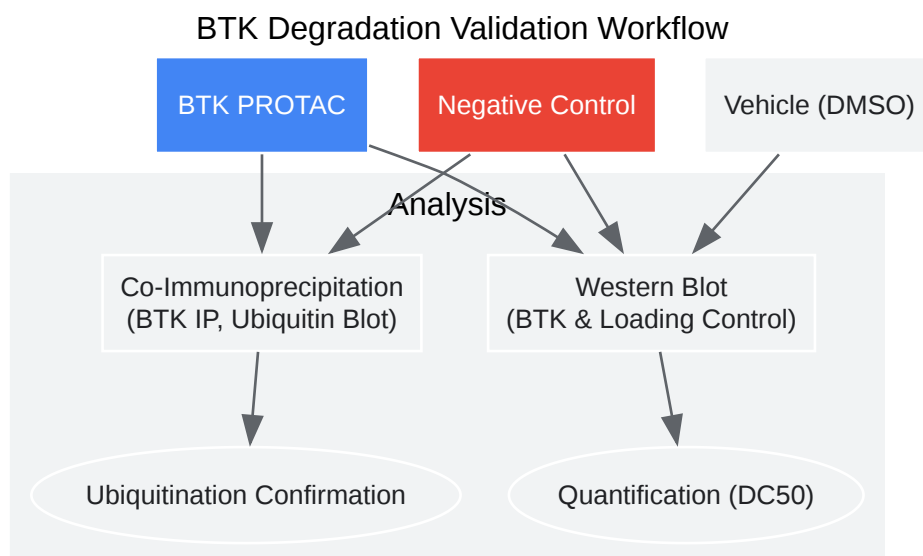 BTK Degradation Validation Workflow
BTK PROTAC
Negative Control
Vehicle (DMSO)
Analysis
Co-Immunoprecipitation
(BTK IP, Ubiquitin Blot)
Western Blot
(BTK & Loading Control)
Ubiquitination Confirmation
Quantification (DC50)